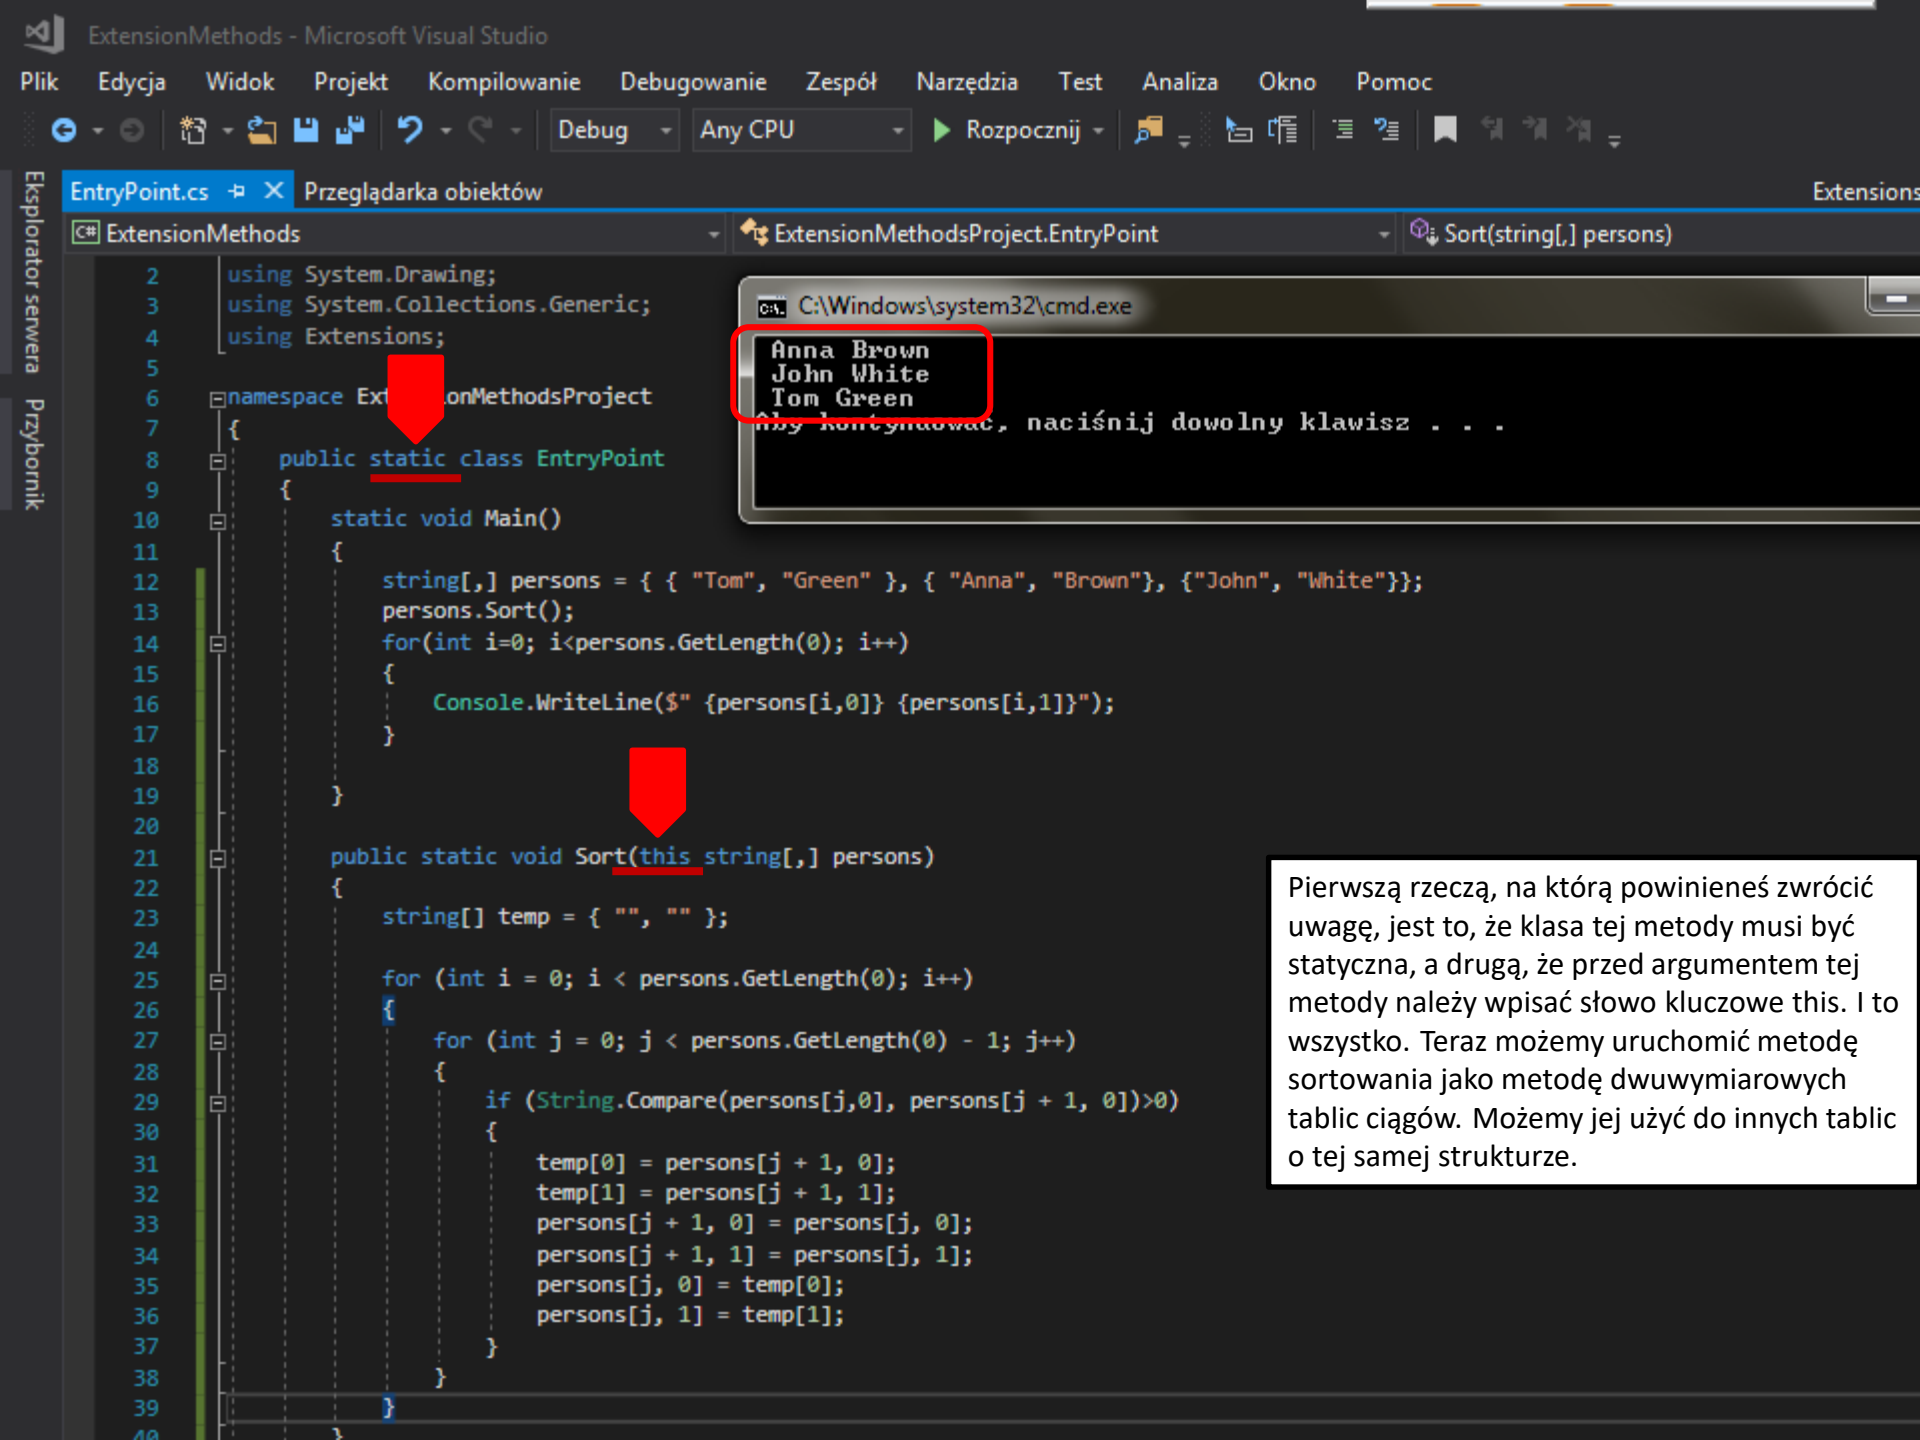 ExtensionMethods - Microsoft Visual Studio
Plik Edycja Widok Projekt Kompilowanie Debugowanie Zespół Narzędzia Test Analiza Okno Pomoc
Debug Any CPU Rozpocznij
Eksplorator serwera
Przybornik
EntryPoint.cs Przeglądarka obiektów Extensions
C# ExtensionMethods ExtensionMethodsProject.EntryPoint Sort(string[,] persons)
2 using System.Drawing;
3 using System.Collections.Generic;
4 using Extensions;
5
6 namespace Ext onMethodsProject
7 {
8 public static class EntryPoint
9 {
10 static void Main()
11 {
12 string[,] persons = { { "Tom", "Green" }, { "Anna", "Brown"}, {"John", "White"}};
13 persons.Sort();
14 for(int i=0; i<persons.GetLength(0); i++)
15 {
16 Console.WriteLine($" {persons[i,0]} {persons[i,1]}");
17 }
18
19 }
20
21 public static void Sort(this string[,] persons)
22 {
23 string[] temp = { "", "" };
24
25 for (int i = 0; i < persons.GetLength(0); i++)
26 {
27 for (int j = 0; j < persons.GetLength(0) - 1; j++)
28 {
29 if (String.Compare(persons[j,0], persons[j + 1, 0])>0)
30 {
31 temp[0] = persons[j + 1, 0];
32 temp[1] = persons[j + 1, 1];
33 persons[j + 1, 0] = persons[j, 0];
34 persons[j + 1, 1] = persons[j, 1];
35 persons[j, 0] = temp[0];
36 persons[j, 1] = temp[1];
37 }
38 }
39 }
40 }
C:\Windows\system32\cmd.exe
Anna Brown
John White
Tom Green
Aby kontynuować, naciśnij dowolny klawisz . . .
Pierwszą rzeczą, na którą powinieneś zwrócić
uwagę, jest to, że klasa tej metody musi być
statyczna, a drugą, że przed argumentem tej
metody należy wpisać słowo kluczowe this. I to
wszystko. Teraz możemy uruchomić metodę
sortowania jako metodę dwuwymiarowych
tablic ciągów. Możemy jej użyć do innych tablic
o tej samej strukturze.